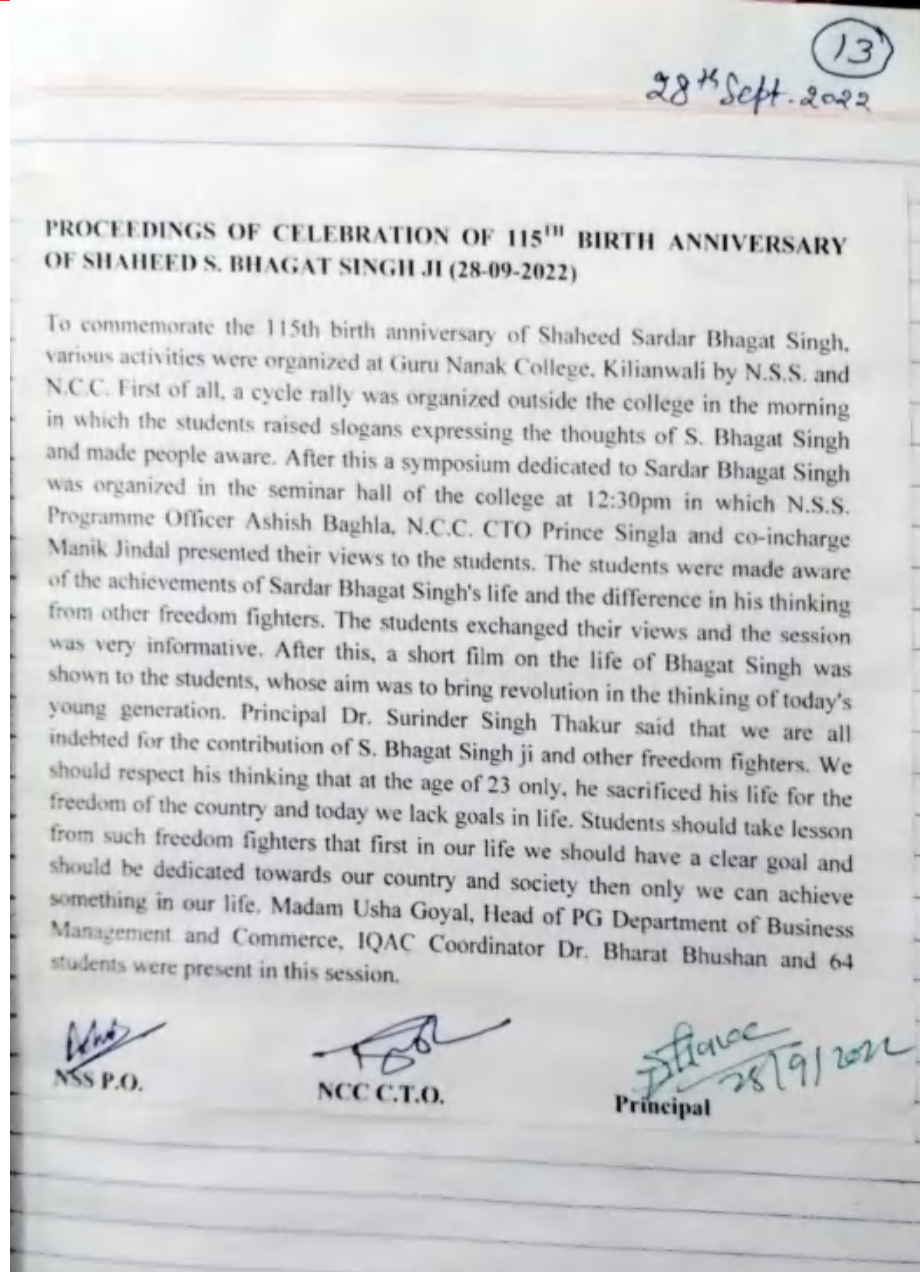 13
28th Sept. 2022
PROCEEDINGS OF CELEBRATION OF 115TH BIRTH ANNIVERSARY
OF SHAHEED S. BHAGAT SINGH JI (28-09-2022)
To commemorate the 115th birth anniversary of Shaheed Sardar Bhagat Singh,
various activities were organized at Guru Nanak College, Kilianwali by N.S.S. and
N.C.C. First of all, a cycle rally was organized outside the college in the morning
in which the students raised slogans expressing the thoughts of S. Bhagat Singh
and made people aware. After this a symposium dedicated to Sardar Bhagat Singh
was organized in the seminar hall of the college at 12:30pm in which N.S.S.
Programme Officer Ashish Baghla, N.C.C. CTO Prince Singla and co-incharge
Manik Jindal presented their views to the students. The students were made aware
of the achievements of Sardar Bhagat Singh's life and the difference in his thinking
from other freedom fighters. The students exchanged their views and the session
was very informative. After this, a short film on the life of Bhagat Singh was
shown to the students, whose aim was to bring revolution in the thinking of today's
young generation. Principal Dr. Surinder Singh Thakur said that we are all
indebted for the contribution of S. Bhagat Singh ji and other freedom fighters. We
should respect his thinking that at the age of 23 only, he sacrificed his life for the
freedom of the country and today we lack goals in life. Students should take lesson
from such freedom fighters that first in our life we should have a clear goal and
should be dedicated towards our country and society then only we can achieve
something in our life. Madam Usha Goyal, Head of PG Department of Business
Management and Commerce, IQAC Coordinator Dr. Bharat Bhushan and 64
students were present in this session.
28/9/2022
NSS P.O.
NCC C.T.O.
Principal